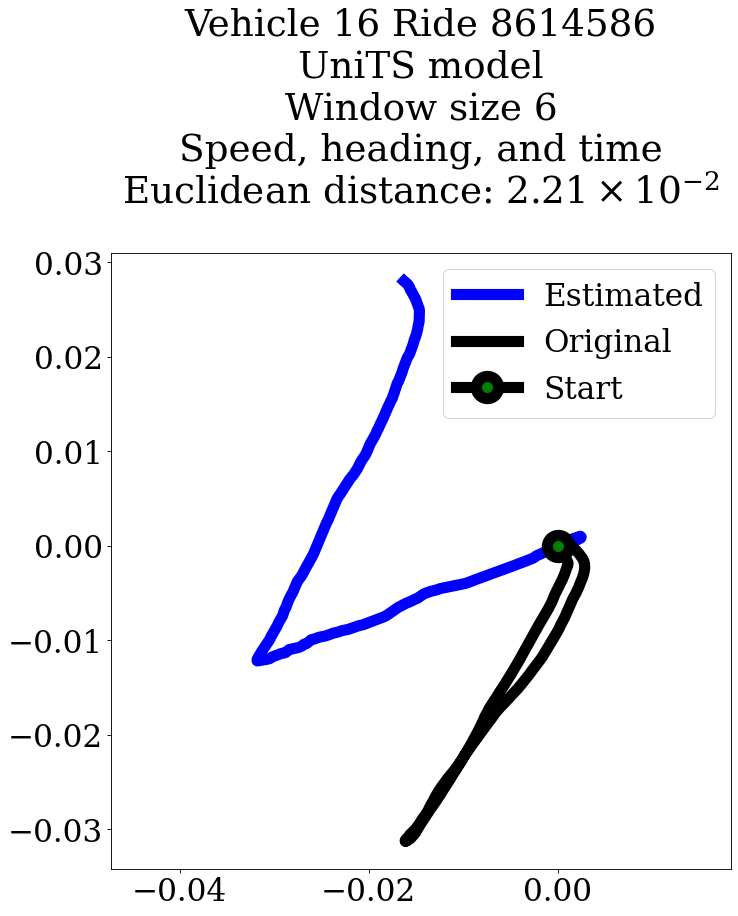 Vehicle 16 Ride 8614586
UniTS model
Window size 6
Speed, heading, and time
Euclidean distance: 2.21 × 10⁻²
0.03
0.02
0.01
0.00
−0.01
−0.02
−0.03
−0.04
−0.02
0.00
Estimated
Original
Start